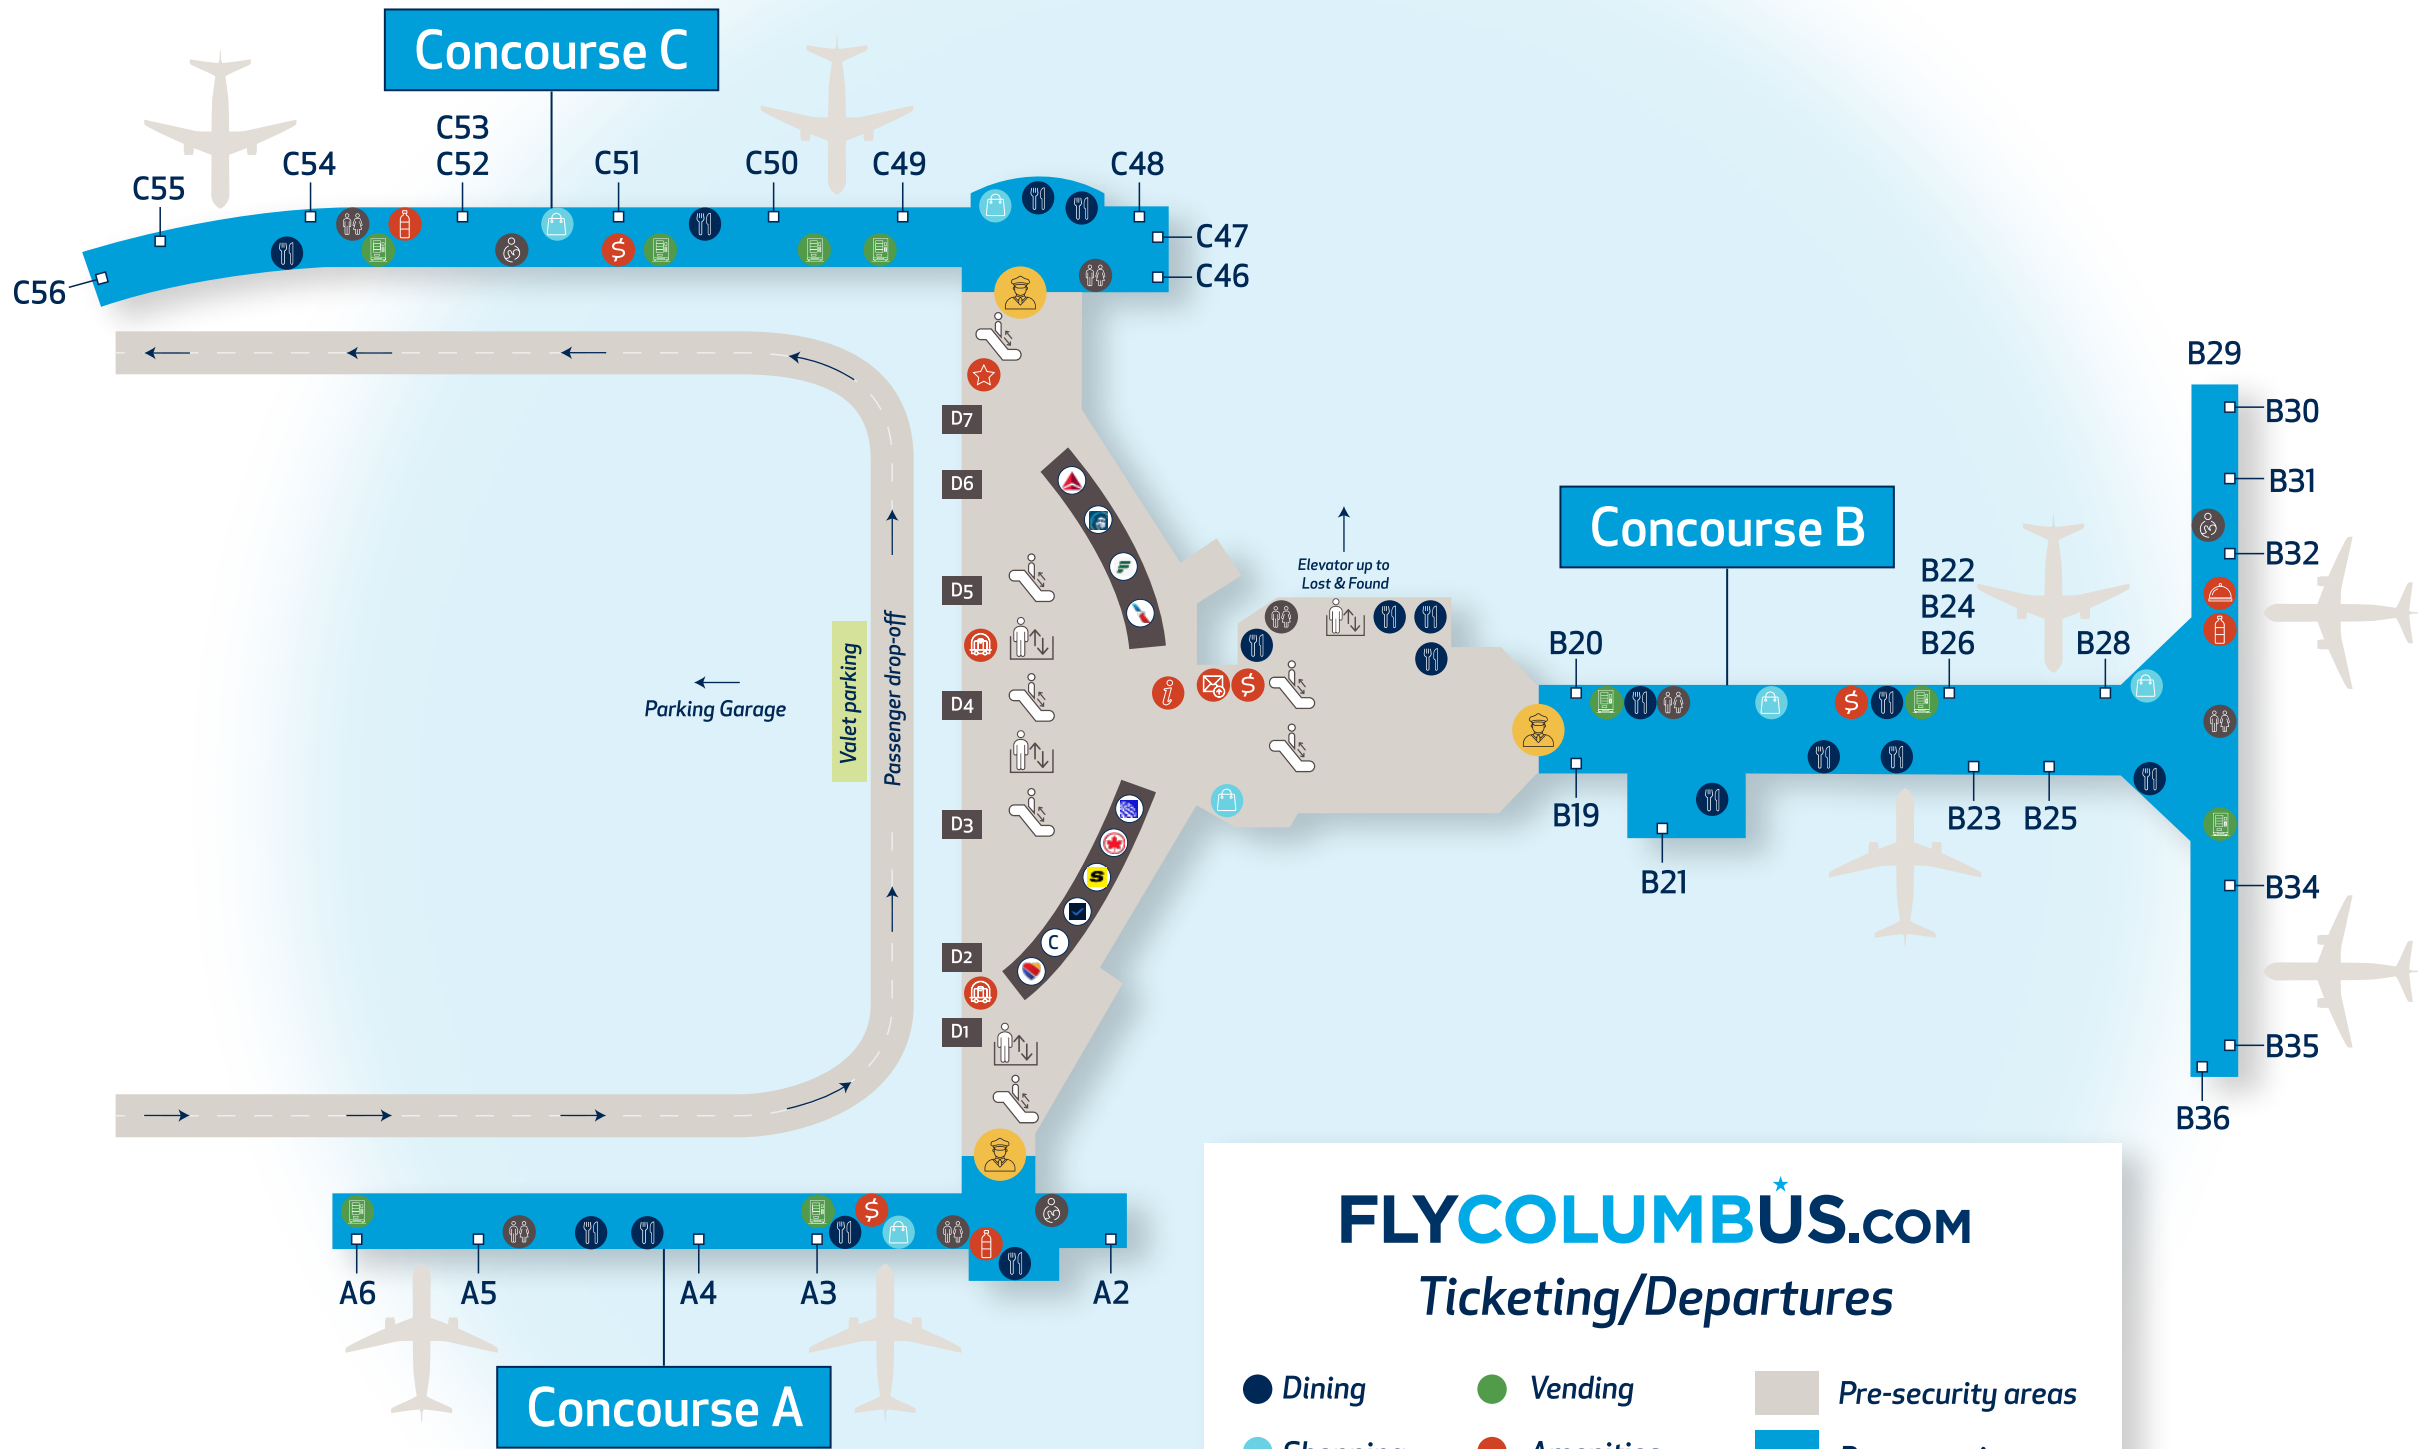 Concourse C
C53
C54
C52
C51
C50
C49
C48
C55
C47
C46
C56
B29
B30
D7
D6
B31
Concourse B
Elevator up to
Lost & Found
B32
B22
B24
B26
D5
B20
B28
Parking Garage
Valet parking
Passenger drop-off
D4
D3
B19
B23
B25
B21
B34
C
D2
D1
B35
B36
A6
A5
A4
A3
A2
FLYCOLUMBUS.COM
Ticketing/Departures
Concourse A
Dining
Vending
Pre-security areas